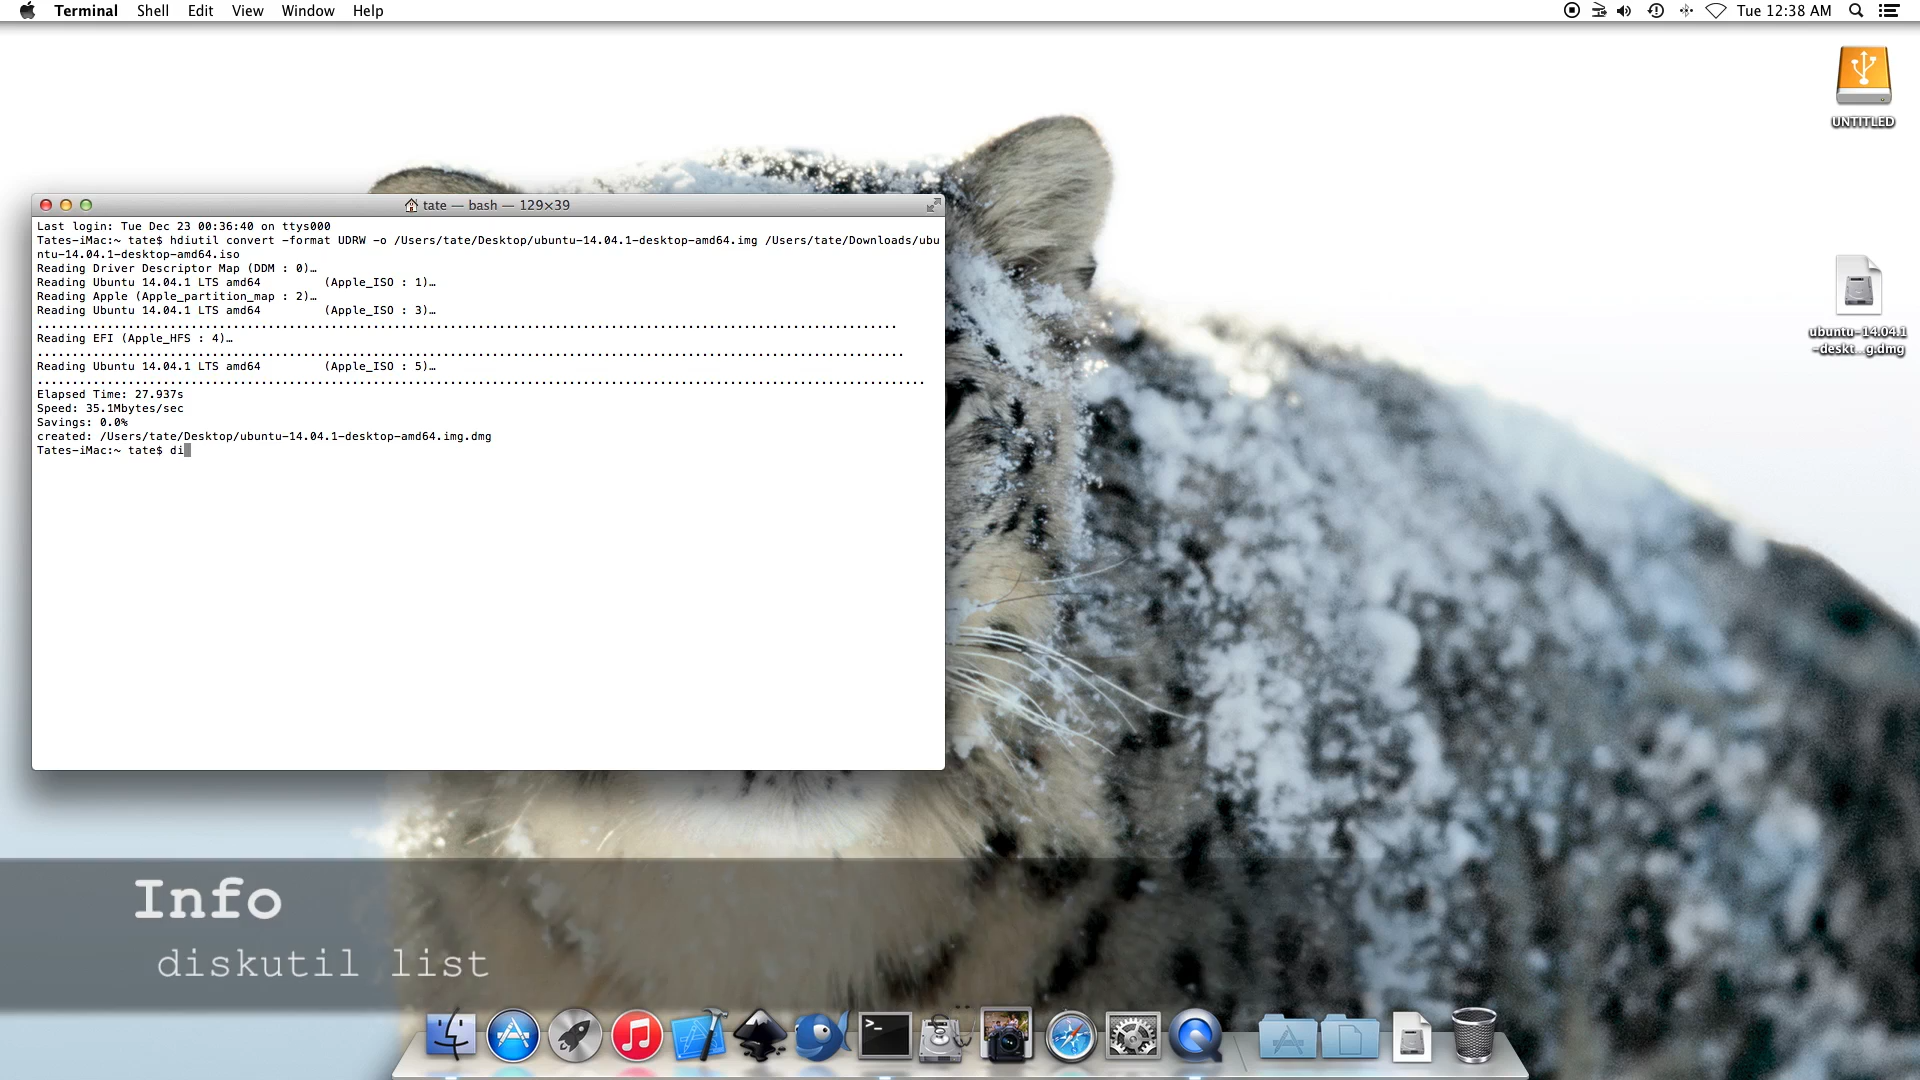 Terminal Shell Edit View Window Help Tue 12:38 AM
UNTITLED
tate — bash — 129×39
Last login: Tue Dec 23 00:36:40 on ttys000
Tates-iMac:~ tate$ hdiutil convert -format UDRW -o /Users/tate/Desktop/ubuntu-14.04.1-desktop-amd64.img /Users/tate/Downloads/ubu
ntu-14.04.1-desktop-amd64.iso
Reading Driver Descriptor Map (DDM : 0)…
Reading Ubuntu 14.04.1 LTS amd64         (Apple_ISO : 1)…
Reading Apple (Apple_partition_map : 2)…
Reading Ubuntu 14.04.1 LTS amd64         (Apple_ISO : 3)…
...........................................................................................................................
Reading EFI (Apple_HFS : 4)…
............................................................................................................................
Reading Ubuntu 14.04.1 LTS amd64         (Apple_ISO : 5)…
...............................................................................................................................
Elapsed Time: 27.937s
Speed: 35.1Mbytes/sec
Savings: 0.0%
created: /Users/tate/Desktop/ubuntu-14.04.1-desktop-amd64.img.dmg
Tates-iMac:~ tate$ di
ubuntu-14.04.1
-deskt…g.dmg
Info
diskutil list